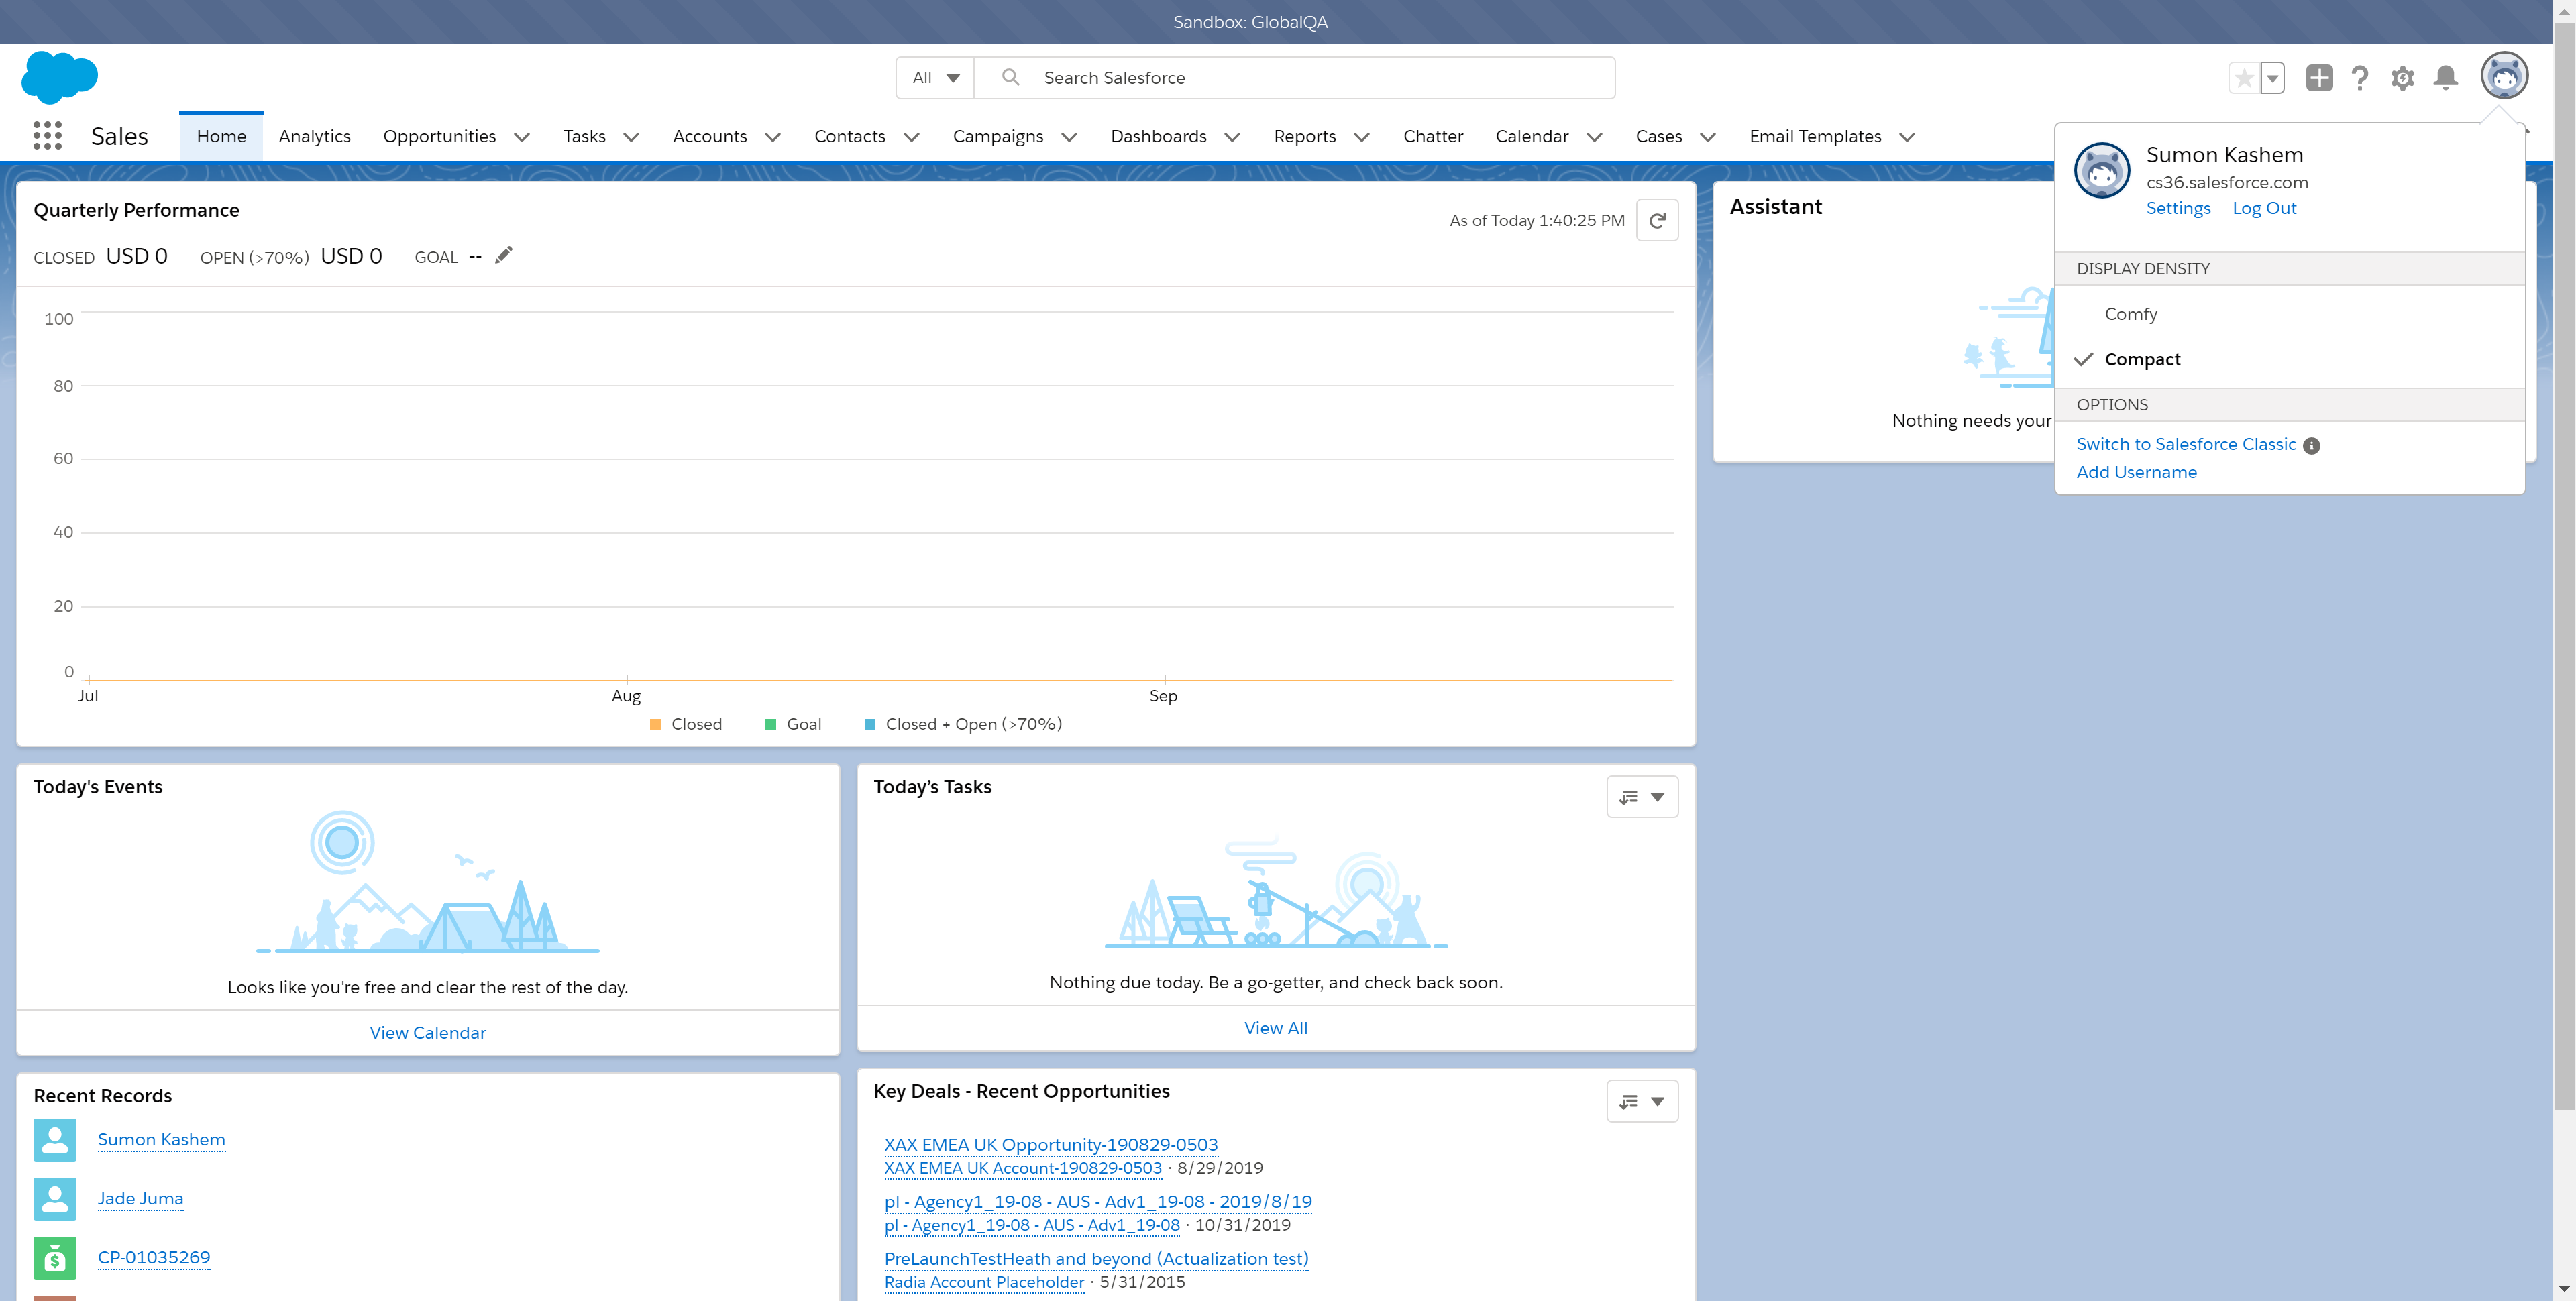 Sandbox: GlobalQA
All
Search Salesforce
Sales
Home
Analytics
Opportunities
Tasks
Accounts
Contacts
Campaigns
Dashboards
Reports
Chatter
Calendar
Cases
Email Templates
Sumon Kashem
cs36.salesforce.com
Settings Log Out
DISPLAY DENSITY
Comfy
Compact
OPTIONS
Switch to Salesforce Classic
Add Username
Quarterly Performance
As of Today 1:40:25 PM
CLOSED USD 0 OPEN (>70%) USD 0 GOAL --
100
80
60
40
20
0
Jul Aug Sep
Closed Goal Closed + Open (>70%)
Assistant
Nothing needs your
Today's Events
Looks like you're free and clear the rest of the day.
View Calendar
Today’s Tasks
Nothing due today. Be a go-getter, and check back soon.
View All
Recent Records
Sumon Kashem
Jade Juma
CP-01035269
Key Deals - Recent Opportunities
XAX EMEA UK Opportunity-190829-0503
XAX EMEA UK Account-190829-0503 · 8/29/2019
pl - Agency1_19-08 - AUS - Adv1_19-08 - 2019/8/19
pl - Agency1_19-08 - AUS - Adv1_19-08 · 10/31/2019
PreLaunchTestHeath and beyond (Actualization test)
Radia Account Placeholder · 5/31/2015